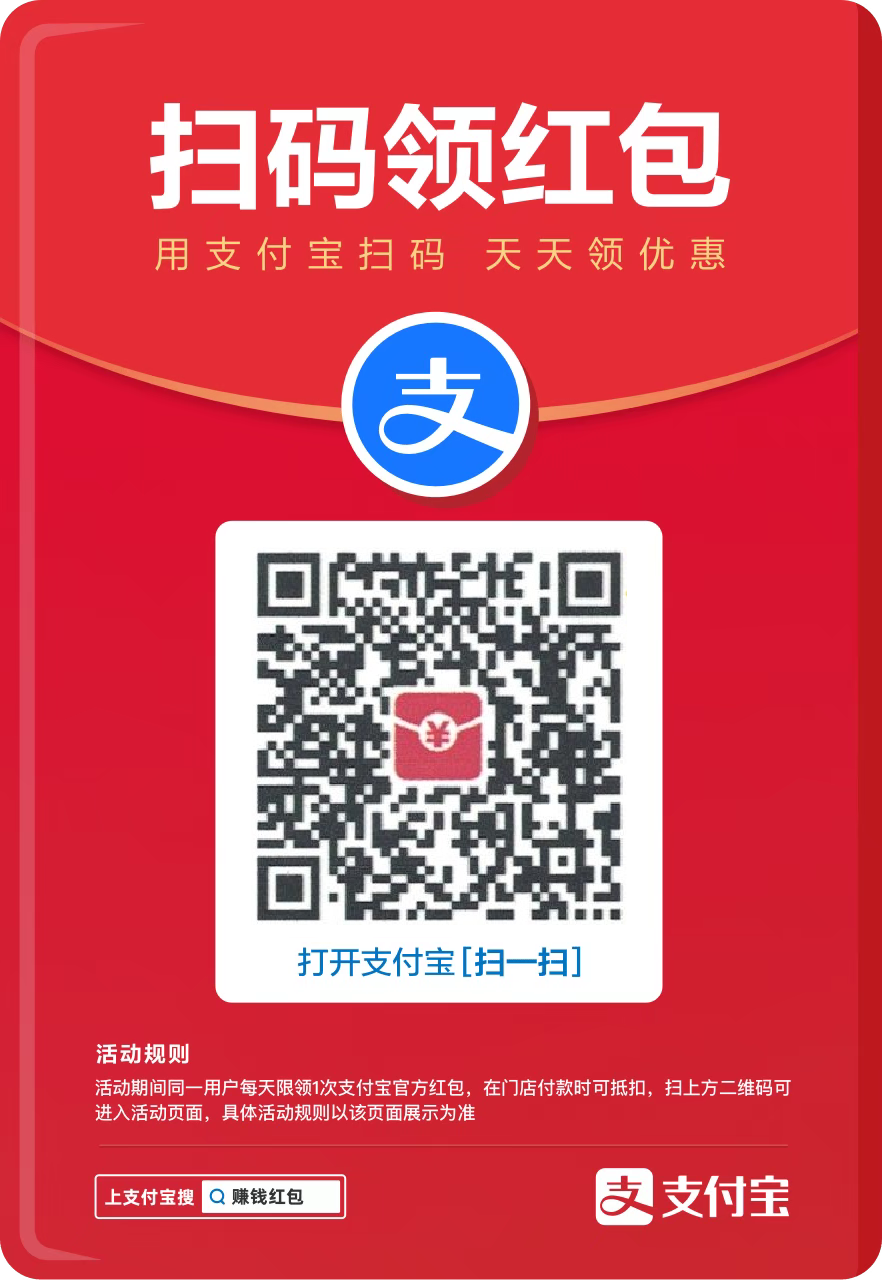 扫码领红包
用支付宝扫码 天天领优惠
支
¥
打开支付宝[扫一扫]
活动规则
活动期间同一用户每天限领1次支付宝官方红包，在门店付款时可抵扣，扫上方二维码可
进入活动页面，具体活动规则以该页面展示为准
上支付宝搜 赚钱红包
支 支付宝